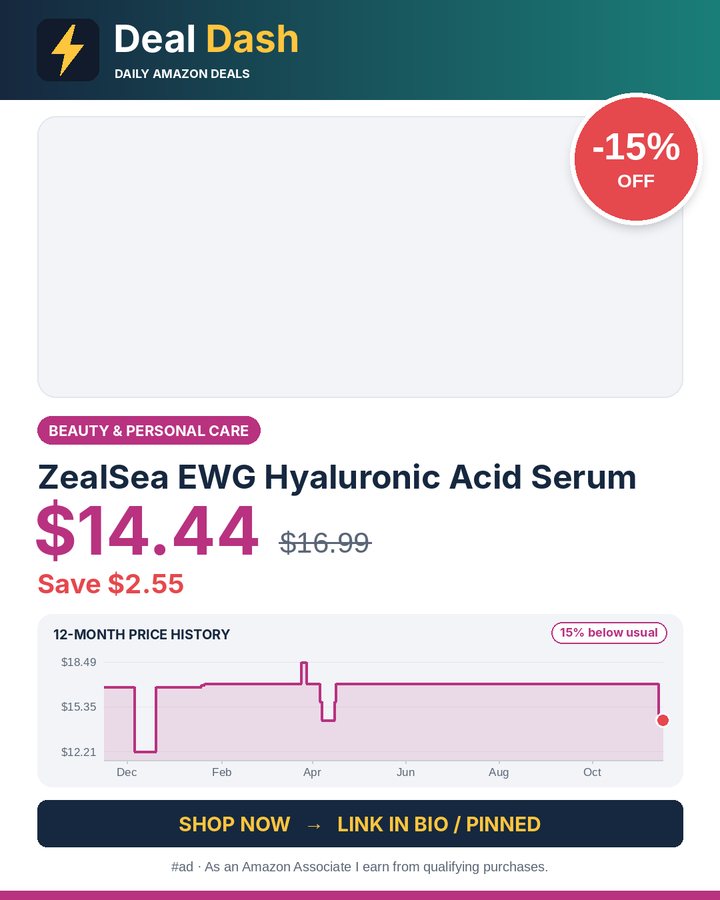 Deal Dash
DAILY AMAZON DEALS
-15%
OFF
BEAUTY & PERSONAL CARE
ZealSea EWG Hyaluronic Acid Serum
$14.44 $16.99
Save $2.55
12-MONTH PRICE HISTORY
15% below usual
$18.49
$15.35
$12.21
Dec Feb Apr Jun Aug Oct
SHOP NOW → LINK IN BIO / PINNED
#ad · As an Amazon Associate I earn from qualifying purchases.